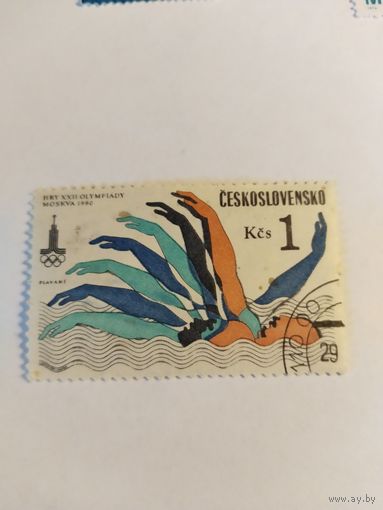 HRY XXII OLYMPIADY
MOSKVA 1980
ČESKOSLOVENSKO
Kčs 1
PLAVÁNÍ
29
www.ay.by